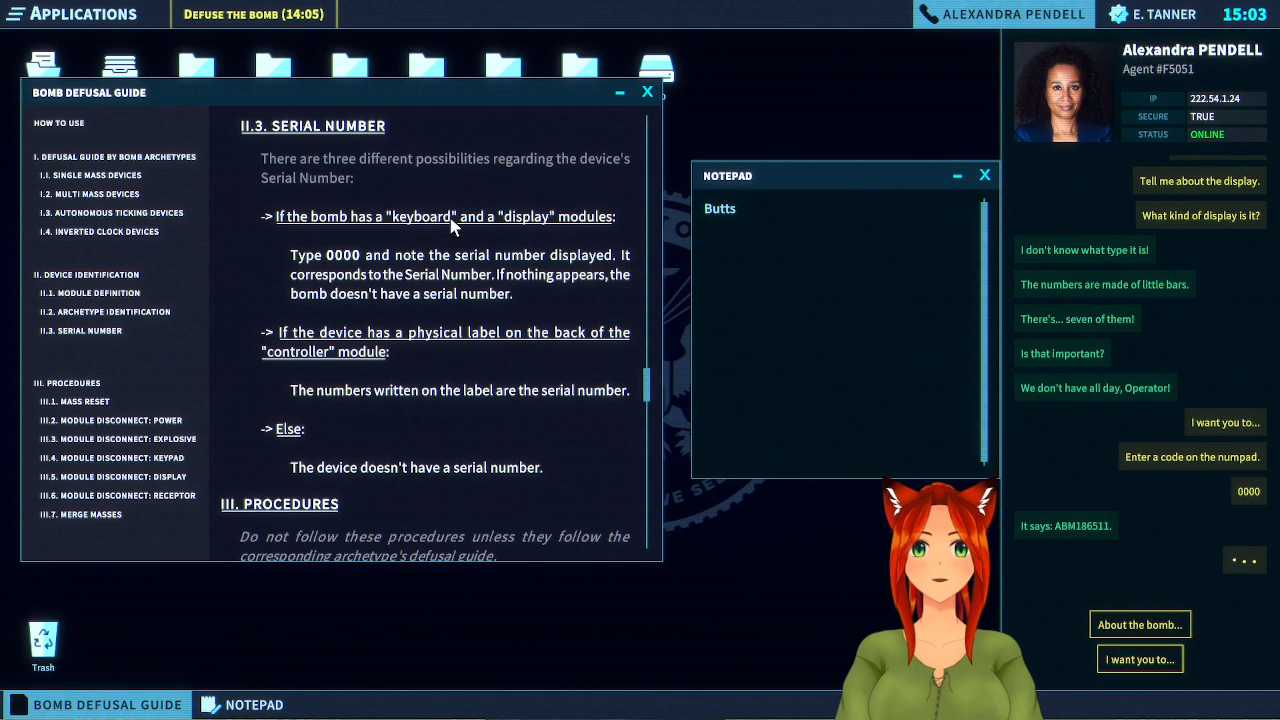 APPLICATIONS
DEFUSE THE BOMB (14:05)
ALEXANDRA PENDELL
E. TANNER
15:03
BOMB DEFUSAL GUIDE
HOW TO USE
I. DEFUSAL GUIDE BY BOMB ARCHETYPES
I.I. SINGLE MASS DEVICES
I.2. MULTI MASS DEVICES
I.3. AUTONOMOUS TICKING DEVICES
I.4. INVERTED CLOCK DEVICES
II. DEVICE IDENTIFICATION
II.1. MODULE DEFINITION
II.2. ARCHETYPE IDENTIFICATION
II.3. SERIAL NUMBER
III. PROCEDURES
III.1. MASS RESET
III.2. MODULE DISCONNECT: POWER
III.3. MODULE DISCONNECT: EXPLOSIVE
III.4. MODULE DISCONNECT: KEYPAD
III.5. MODULE DISCONNECT: DISPLAY
III.6. MODULE DISCONNECT: RECEPTOR
III.7. MERGE MASSES
II.3. SERIAL NUMBER
There are three different possibilities regarding the device's
Serial Number:
-> If the bomb has a "keyboard" and a "display" modules:
Type 0000 and note the serial number displayed. It
corresponds to the Serial Number. If nothing appears, the
bomb doesn't have a serial number.
-> If the device has a physical label on the back of the
"controller" module:
The numbers written on the label are the serial number.
-> Else:
The device doesn't have a serial number.
III. PROCEDURES
Do not follow these procedures unless they follow the
corresponding archetype's defusal guide.
NOTEPAD
Butts
Alexandra PENDELL
Agent #F5051
IP 222.54.1.24
SECURE TRUE
STATUS ONLINE
Tell me about the display.
What kind of display is it?
I don't know what type it is!
The numbers are made of little bars.
There's... seven of them!
Is that important?
We don't have all day, Operator!
I want you to...
Enter a code on the numpad.
0000
It says: ABM186511.
...
About the bomb...
I want you to...
Trash
BOMB DEFUSAL GUIDE
NOTEPAD